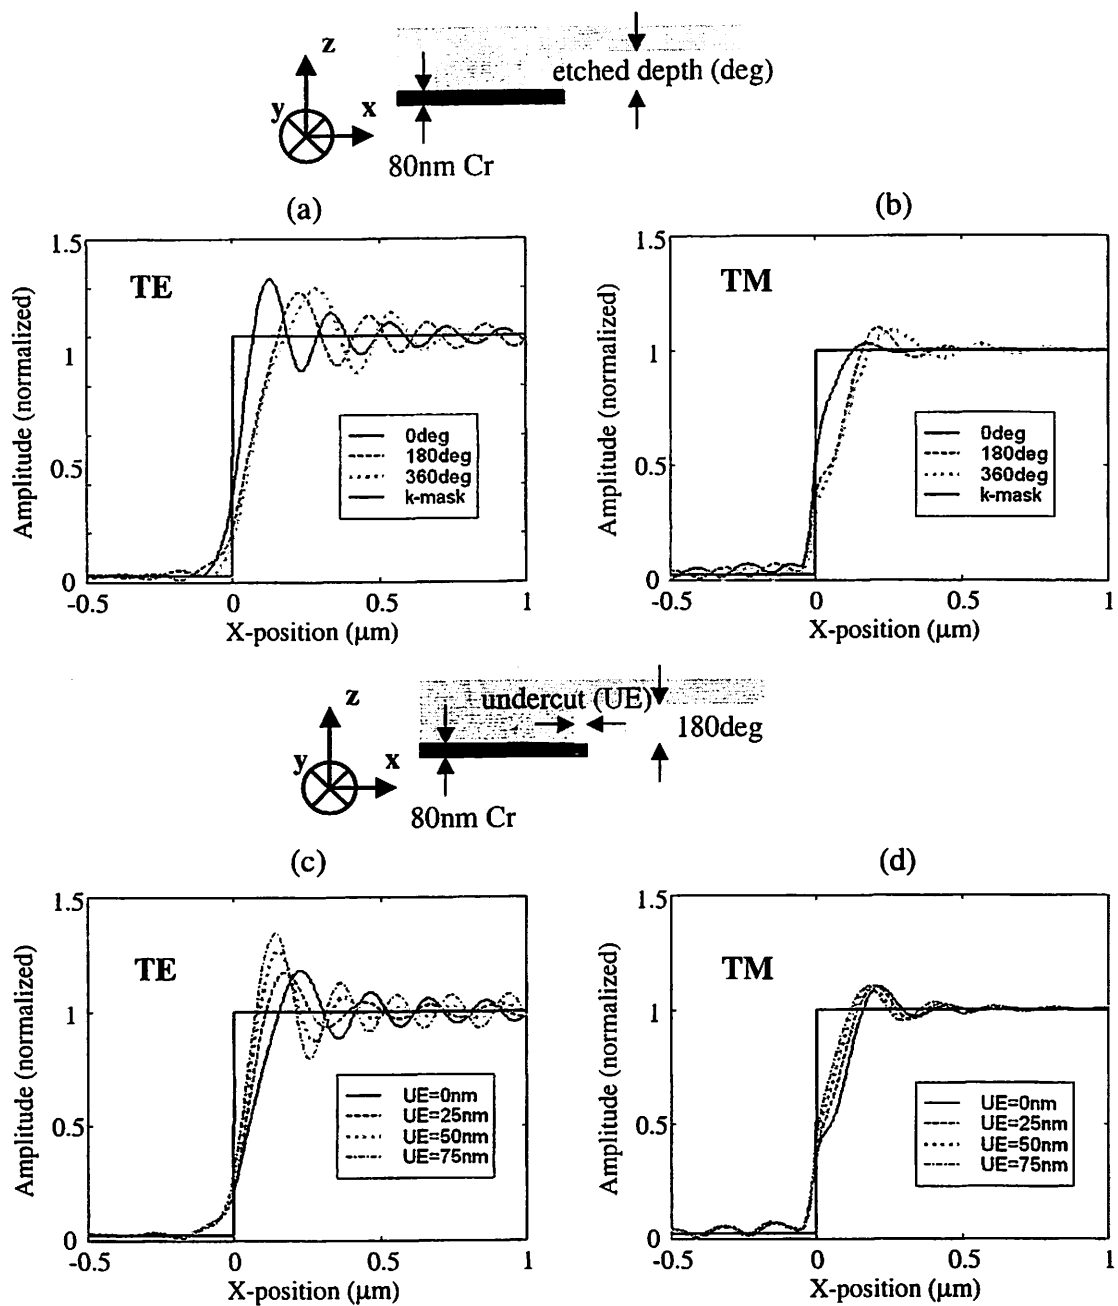 z
y
x
etched depth (deg)
80nm Cr
(a)
(b)
TE
Amplitude (normalized)
1.5
1
0.5
0
-0.5
0
0.5
1
X-position (μm)
0deg
180deg
360deg
k-mask
TM
Amplitude (normalized)
1.5
1
0.5
0
-0.5
0
0.5
1
X-position (μm)
0deg
180deg
360deg
k-mask
z
y
x
undercut (UE)
180deg
80nm Cr
(c)
(d)
TE
Amplitude (normalized)
1.5
1
0.5
0
-0.5
0
0.5
1
X-position (μm)
UE=0nm
UE=25nm
UE=50nm
UE=75nm
TM
Amplitude (normalized)
1.5
1
0.5
0
-0.5
0
0.5
1
X-position (μm)
UE=0nm
UE=25nm
UE=50nm
UE=75nm